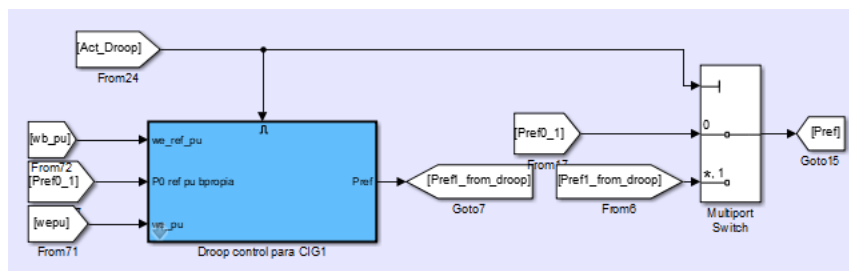 [Act_Droop]
From24
[wb_pu]
From72
[Pref0_1]
[wepu]
From71
we_ref_pu
P0 ref pu bpropia
we_pu
Pref
Droop control para CIG1
[Pref1_from_droop]
Goto7
[Pref0_1]
From17
[Pref1_from_droop]
From6
0
*, 1
Multiport
Switch
[Pref]
Goto15